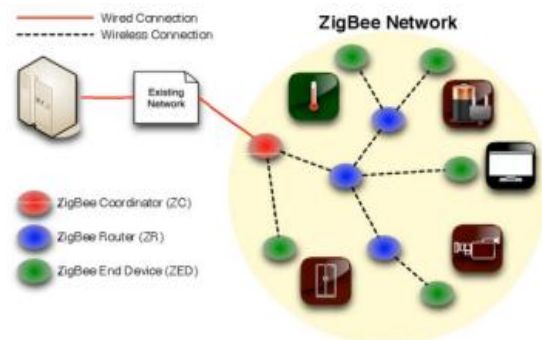 Wired Connection
Wireless Connection
ZigBee Network
Existing
Network
ZigBee Coordinator (ZC)
ZigBee Router (ZR)
ZigBee End Device (ZED)